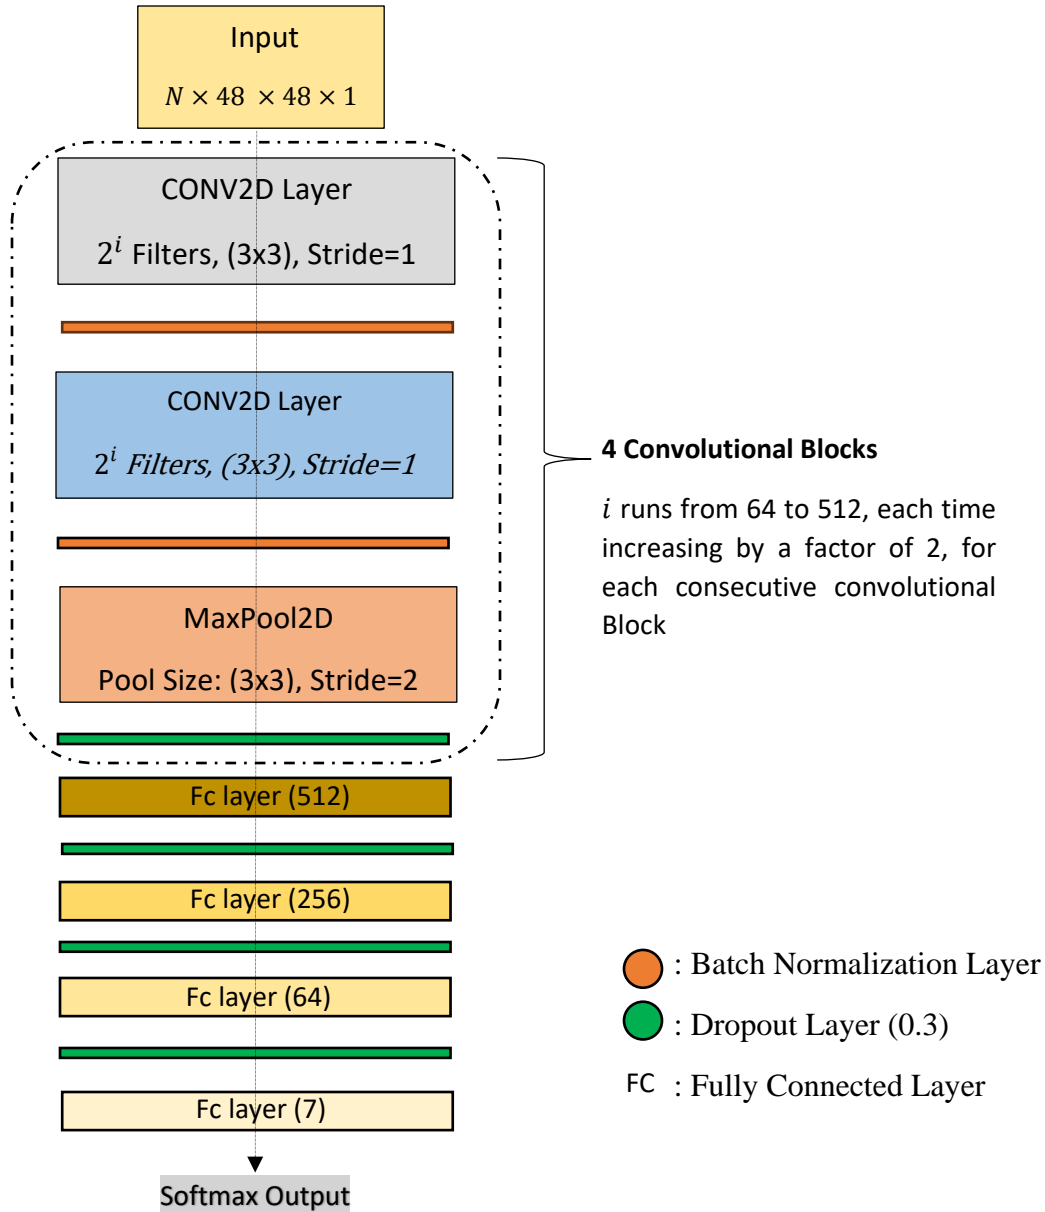 Input
N × 48 × 48 × 1
CONV2D Layer
2^i Filters, (3x3), Stride=1
CONV2D Layer
2^i Filters, (3x3), Stride=1
MaxPool2D
Pool Size: (3x3), Stride=2
4 Convolutional Blocks
i runs from 64 to 512, each time
increasing by a factor of 2, for
each consecutive convolutional
Block
Fc layer (512)
Fc layer (256)
Fc layer (64)
Fc layer (7)
Softmax Output
: Batch Normalization Layer
: Dropout Layer (0.3)
FC : Fully Connected Layer